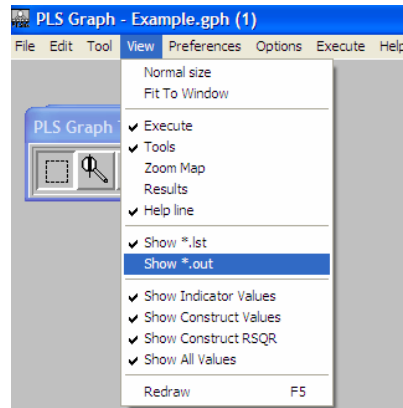 PLS Graph - Example.gph (1)
File Edit Tool View Preferences Options Execute Help
Normal size
Fit To Window
PLS Graph
Execute
Tools
Zoom Map
Results
Help line
Show *.lst
Show *.out
Show Indicator Values
Show Construct Values
Show Construct RSQR
Show All Values
Redraw F5